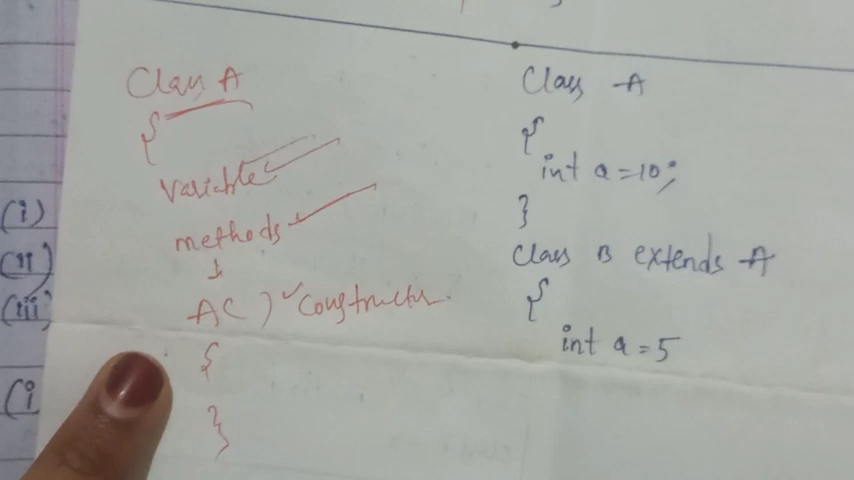 Class A
{
variable
methods
A( ) Constructor.
{
}
Class A
{
int a=10;
}
Class B extends A
{
int a=5
(i)
(ii)
(iii)
(i